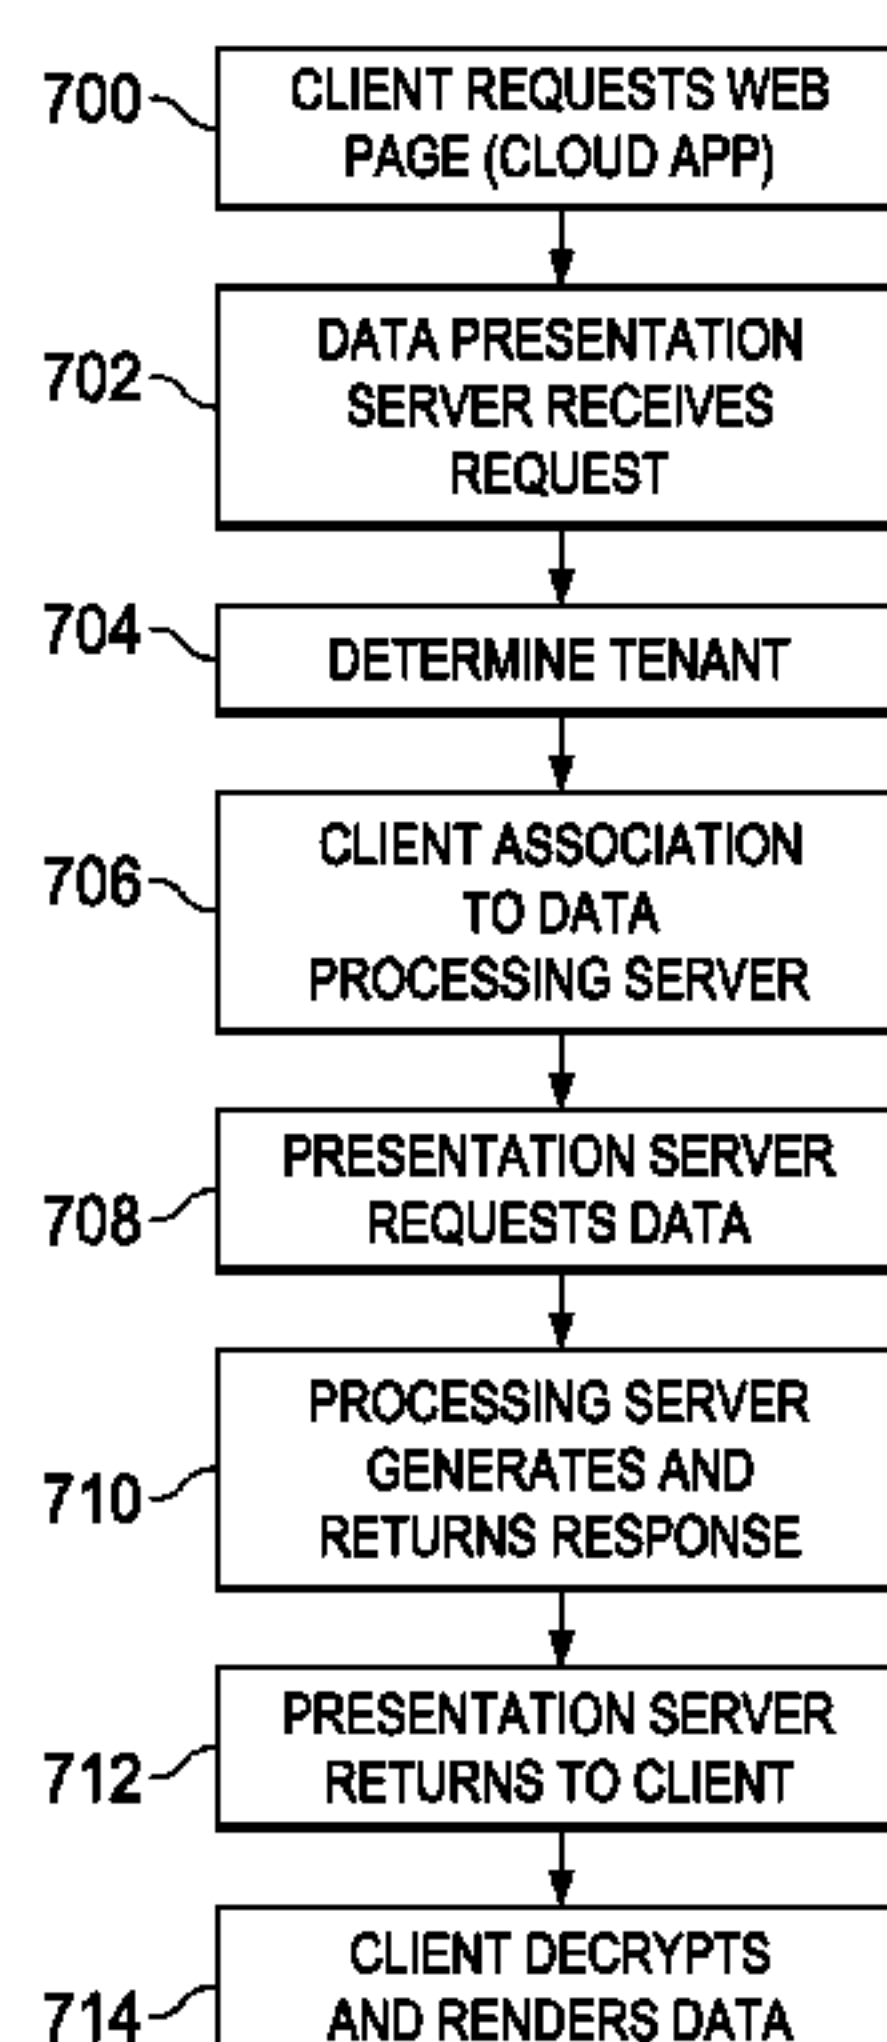 700
CLIENT REQUESTS WEB
PAGE (CLOUD APP)
702
DATA PRESENTATION
SERVER RECEIVES
REQUEST
704
DETERMINE TENANT
706
CLIENT ASSOCIATION
TO DATA
PROCESSING SERVER
708
PRESENTATION SERVER
REQUESTS DATA
710
PROCESSING SERVER
GENERATES AND
RETURNS RESPONSE
712
PRESENTATION SERVER
RETURNS TO CLIENT
714
CLIENT DECRYPTS
AND RENDERS DATA